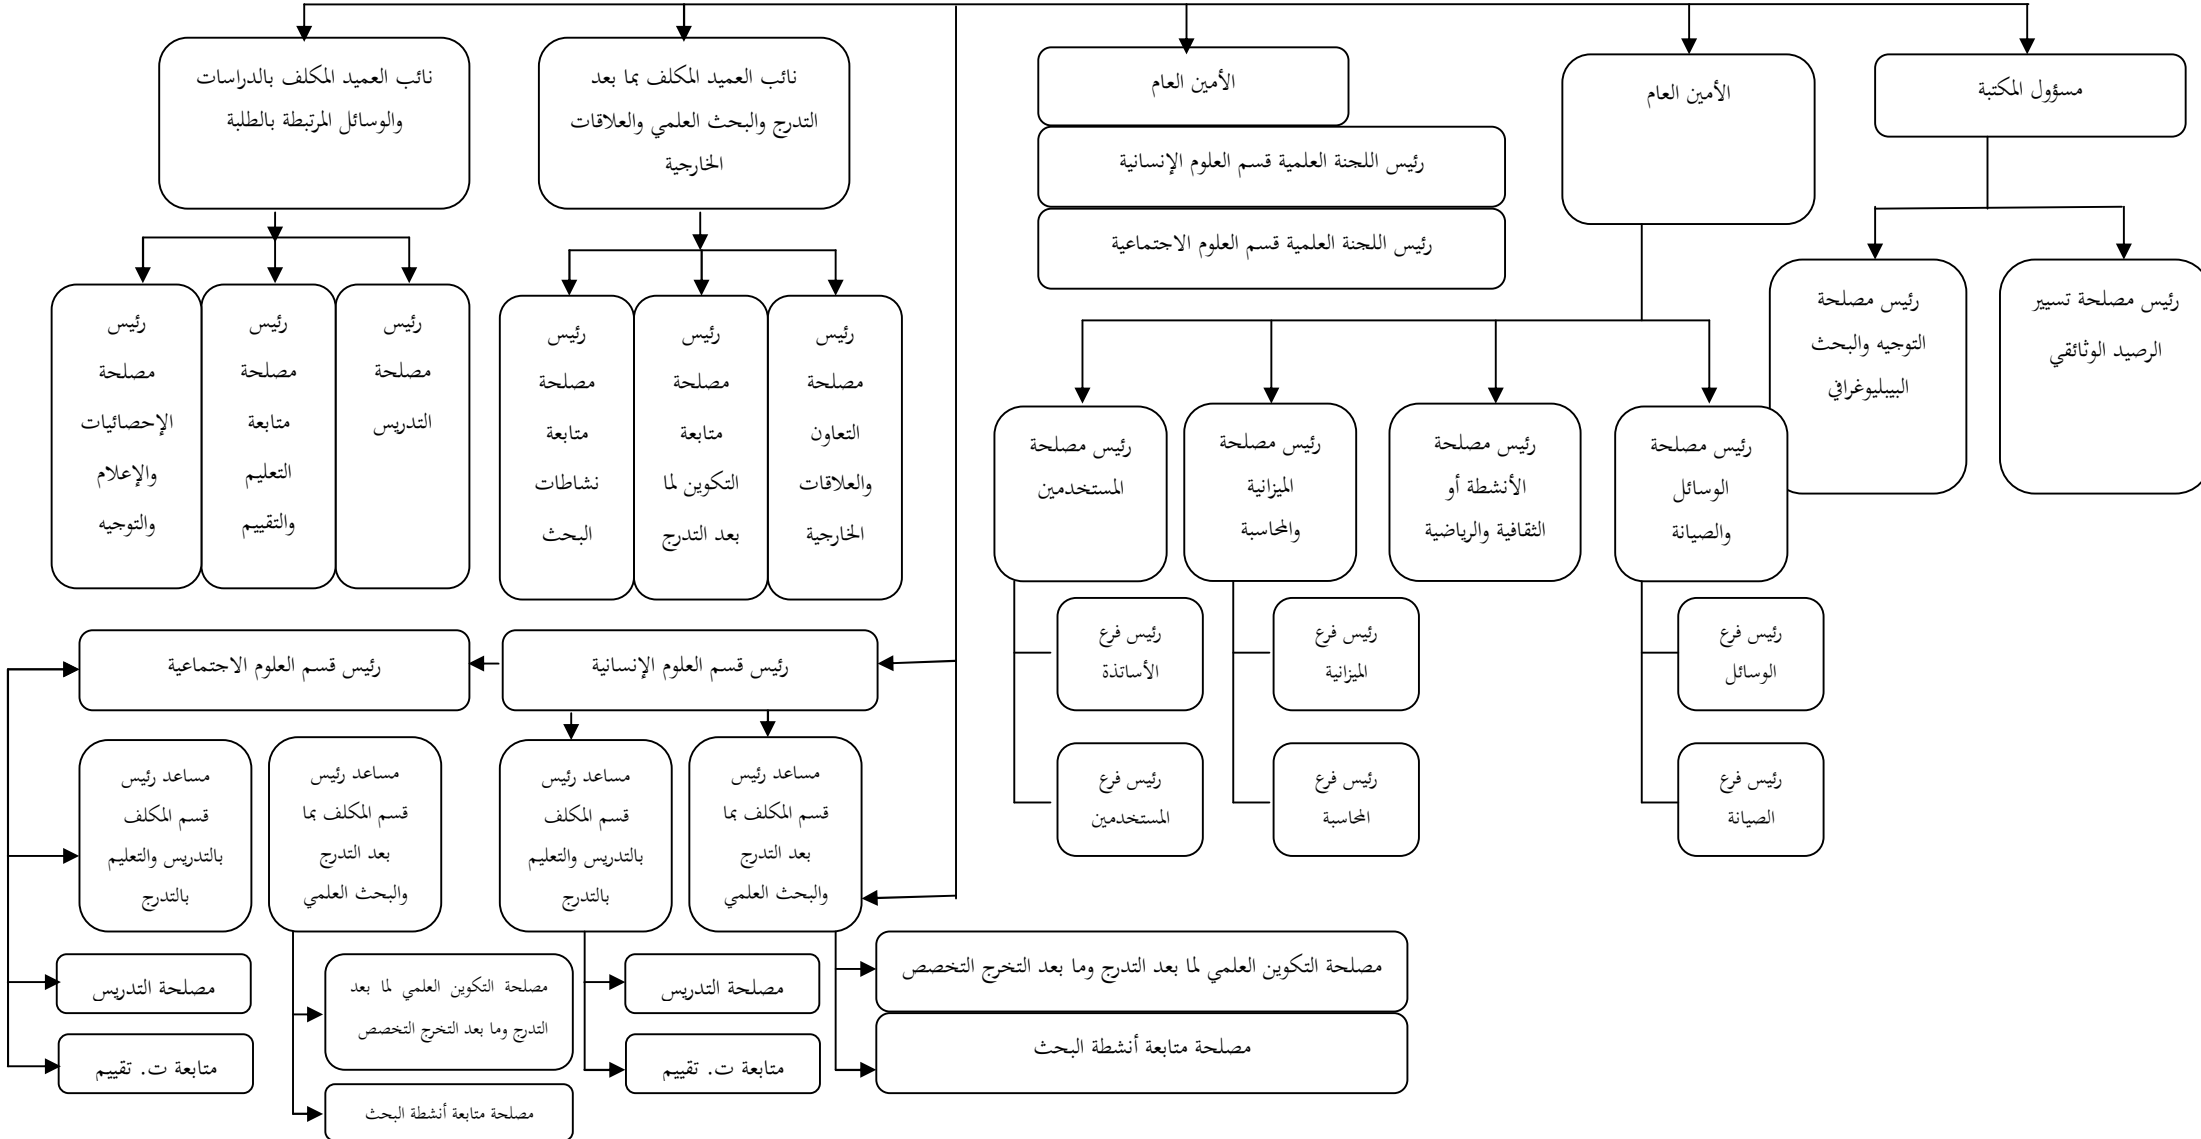 مسؤول المكتبة
الأمين العام
الأمين العام
نائب العميد المكلف بما بعد
التدرج والبحث العلمي والعلاقات
الخارجية
نائب العميد المكلف بالدراسات
والوسائل المرتبطة بالطلبة
رئيس اللجنة العلمية قسم العلوم الإنسانية
رئيس اللجنة العلمية قسم العلوم الاجتماعية
رئيس مصلحة تسيير
الرصيد الوثائقي
رئيس مصلحة
التوجيه والبحث
البيبليوغرافي
رئيس مصلحة
الوسائل
والصيانة
رئيس مصلحة
الأنشطة أو
الثقافية والرياضية
رئيس مصلحة
الميزانية
والمحاسبة
رئيس مصلحة
المستخدمين
رئيس
مصلحة
التعاون
والعلاقات
الخارجية
رئيس
مصلحة
متابعة
التكوين لما
بعد التدرج
رئيس
مصلحة
متابعة
نشاطات
البحث
رئيس
مصلحة
التدريس
رئيس
مصلحة
متابعة
التعليم
والتقييم
رئيس
مصلحة
الإحصائيات
والإعلام
والتوجيه
رئيس فرع
الوسائل
رئيس فرع
الصيانة
رئيس فرع
الميزانية
رئيس فرع
المحاسبة
رئيس فرع
الأساتذة
رئيس فرع
المستخدمين
رئيس قسم العلوم الإنسانية
رئيس قسم العلوم الاجتماعية
مساعد رئيس
قسم المكلف بما
بعد التدرج
والبحث العلمي
مساعد رئيس
قسم المكلف
بالتدريس والتعليم
بالتدرج
مساعد رئيس
قسم المكلف بما
بعد التدرج
والبحث العلمي
مساعد رئيس
قسم المكلف
بالتدريس والتعليم
بالتدرج
مصلحة التكوين العلمي لما بعد التدرج وما بعد التخرج التخصص
مصلحة متابعة أنشطة البحث
مصلحة التدريس
متابعة ت. تقييم
مصلحة التكوين العلمي لما بعد
التدرج وما بعد التخرج التخصص
مصلحة متابعة أنشطة البحث
مصلحة التدريس
متابعة ت. تقييم